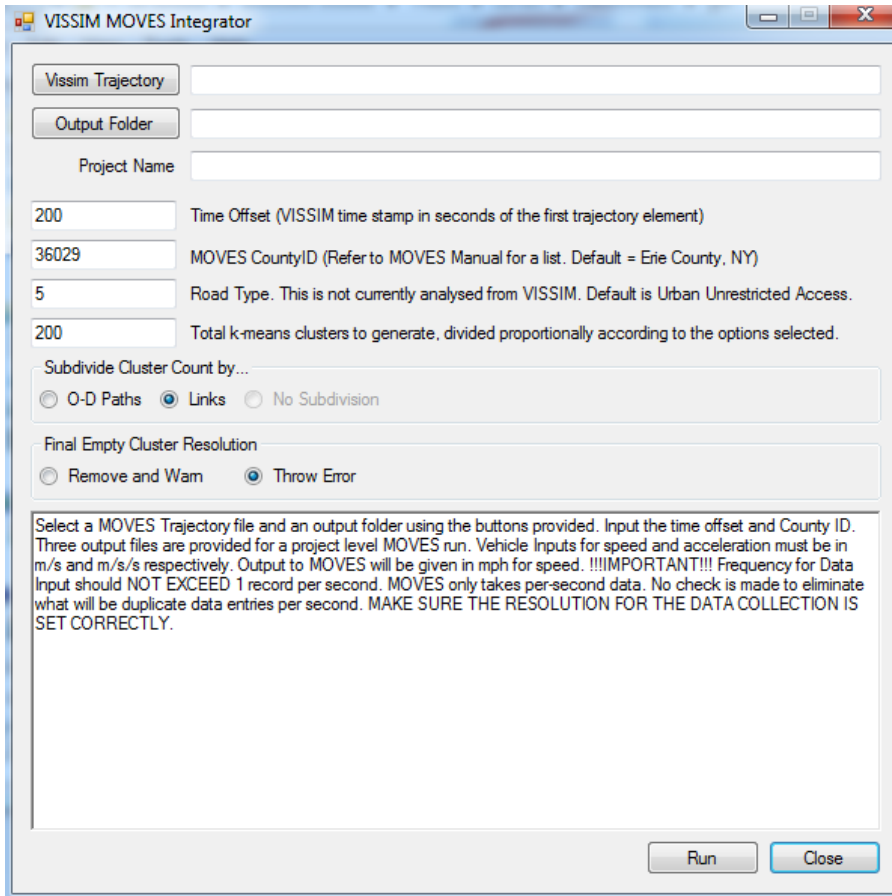 VISSIM MOVES Integrator
Vissim Trajectory
Output Folder
Project Name
200 Time Offset (VISSIM time stamp in seconds of the first trajectory element)
36029 MOVES CountyID (Refer to MOVES Manual for a list. Default = Erie County, NY)
5 Road Type. This is not currently analysed from VISSIM. Default is Urban Unrestricted Access.
200 Total k-means clusters to generate, divided proportionally according to the options selected.
Subdivide Cluster Count by...
O-D Paths Links No Subdivision
Final Empty Cluster Resolution
Remove and Warn Throw Error
Select a MOVES Trajectory file and an output folder using the buttons provided. Input the time offset and County ID.
Three output files are provided for a project level MOVES run. Vehicle Inputs for speed and acceleration must be in
m/s and m/s/s respectively. Output to MOVES will be given in mph for speed. !!!IMPORTANT!!! Frequency for Data
Input should NOT EXCEED 1 record per second. MOVES only takes per-second data. No check is made to eliminate
what will be duplicate data entries per second. MAKE SURE THE RESOLUTION FOR THE DATA COLLECTION IS
SET CORRECTLY.
Run Close